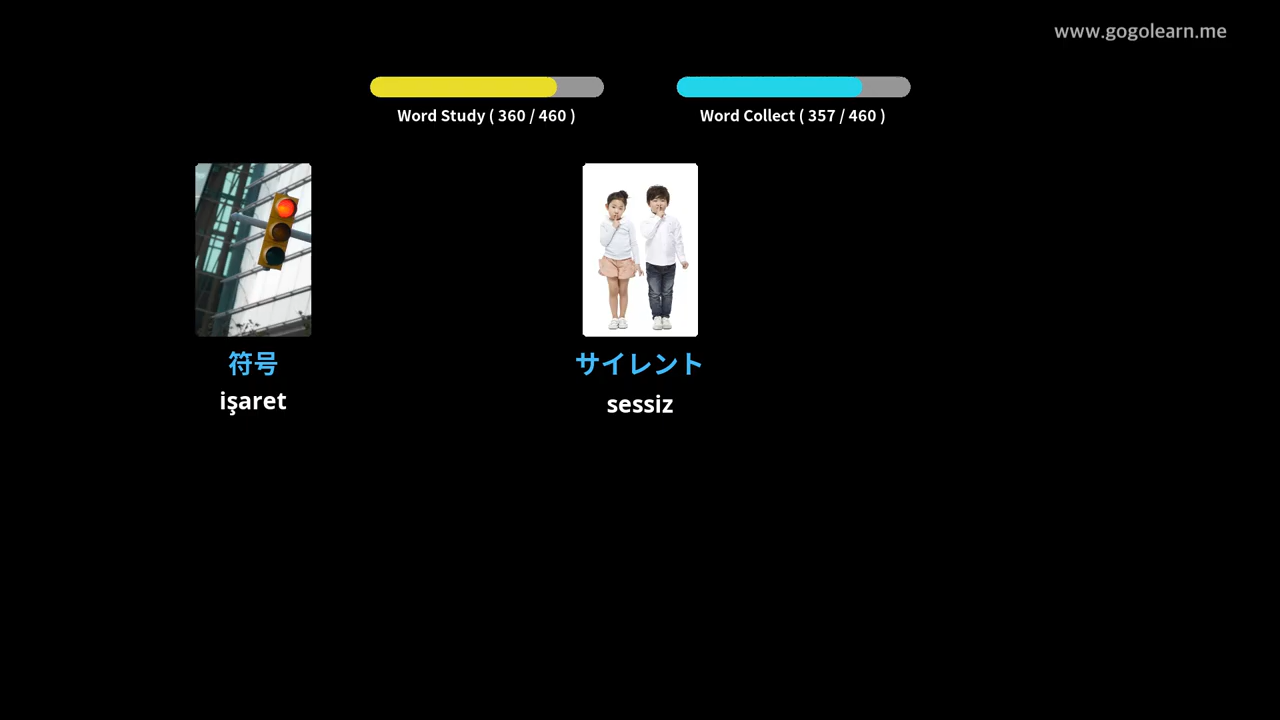 www.gogolearn.me
Word Study ( 360 / 460 )
Word Collect ( 357 / 460 )
符号
işaret
サイレント
sessiz